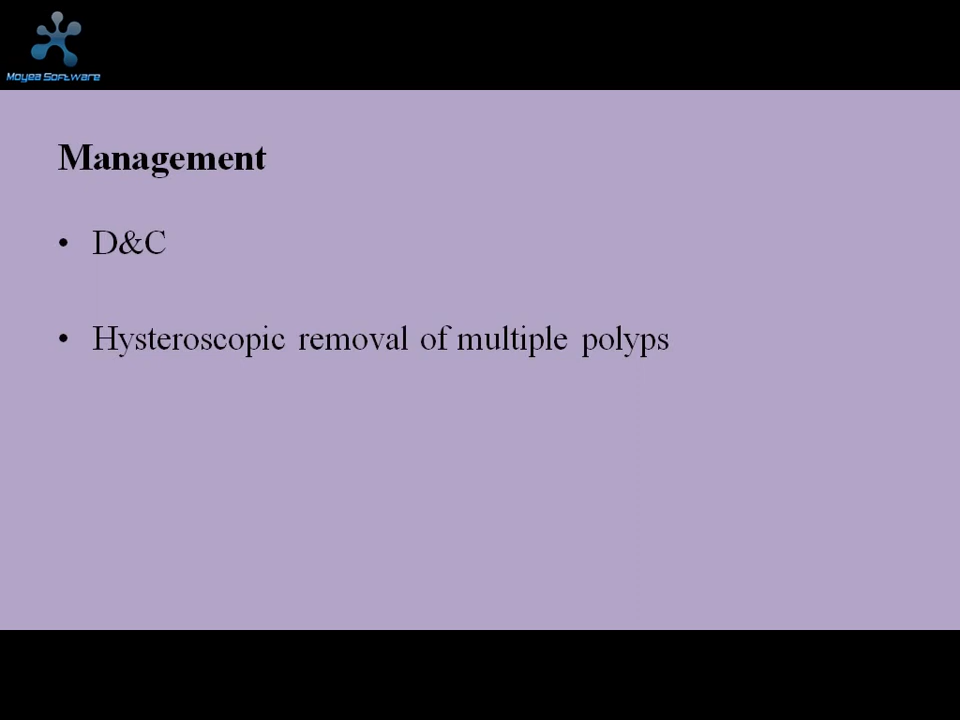 Moyea Software
Management
• D&C
• Hysteroscopic removal of multiple polyps